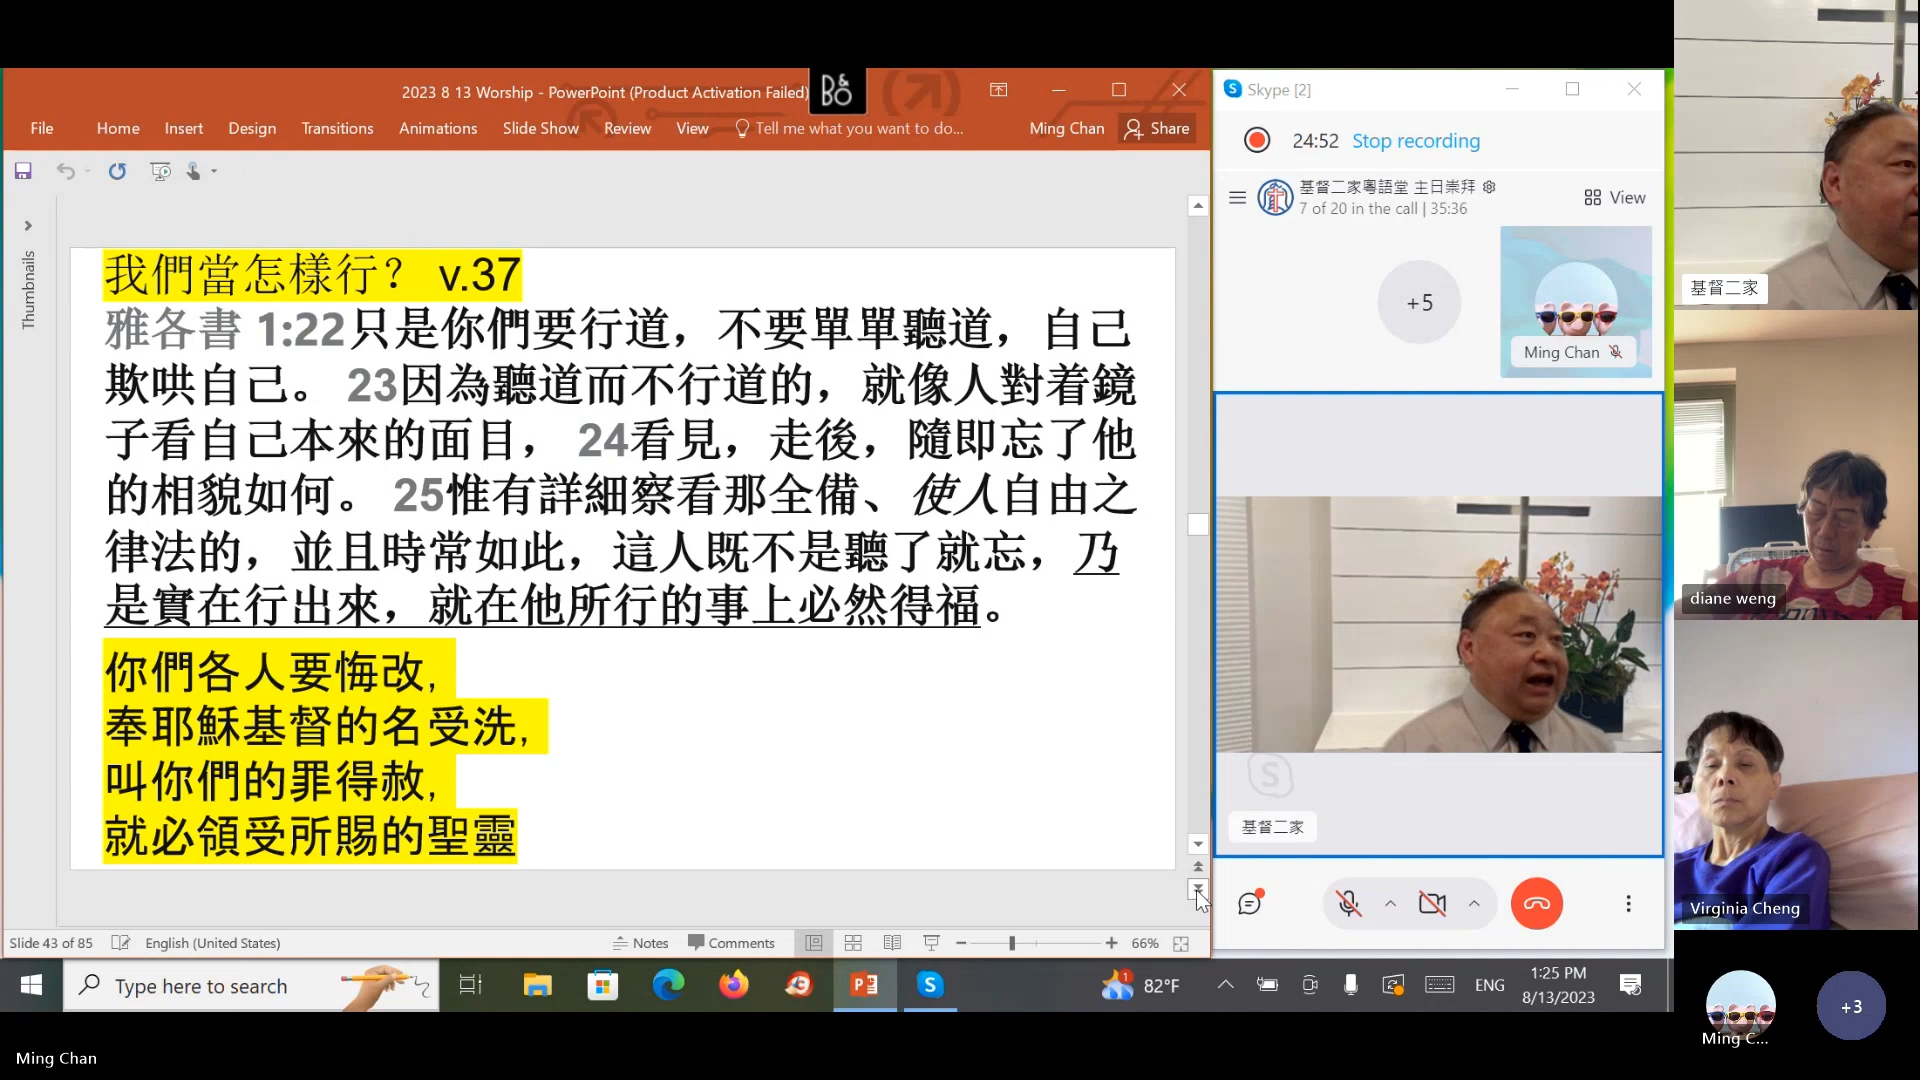 2023 8 13 Worship - PowerPoint (Product Activation Failed)
B&O
File Home Insert Design Transitions Animations Slide Show Review View Tell me what you want to do... Ming Chan Share
Thumbnails
我們當怎樣行？ v.37
雅各書 1:22只是你們要行道，不要單單聽道，自己
欺哄自己。 23因為聽道而不行道的，就像人對着鏡
子看自己本來的面目， 24看見，走後，隨即忘了他
的相貌如何。 25惟有詳細察看那全備、使人自由之
律法的，並且時常如此，這人既不是聽了就忘，乃
是實在行出來，就在他所行的事上必然得福。
你們各人要悔改,
奉耶穌基督的名受洗,
叫你們的罪得赦,
就必領受所賜的聖靈
Slide 43 of 85 English (United States) Notes Comments 66%
Type here to search
1 82°F ENG
1:25 PM
8/13/2023
Skype [2]
24:52 Stop recording
基督二家粵語堂 主日崇拜
7 of 20 in the call | 35:36
View
+5
Ming Chan
基督二家
基督二家
diane weng
Virginia Cheng
Ming C...
+3
Ming Chan